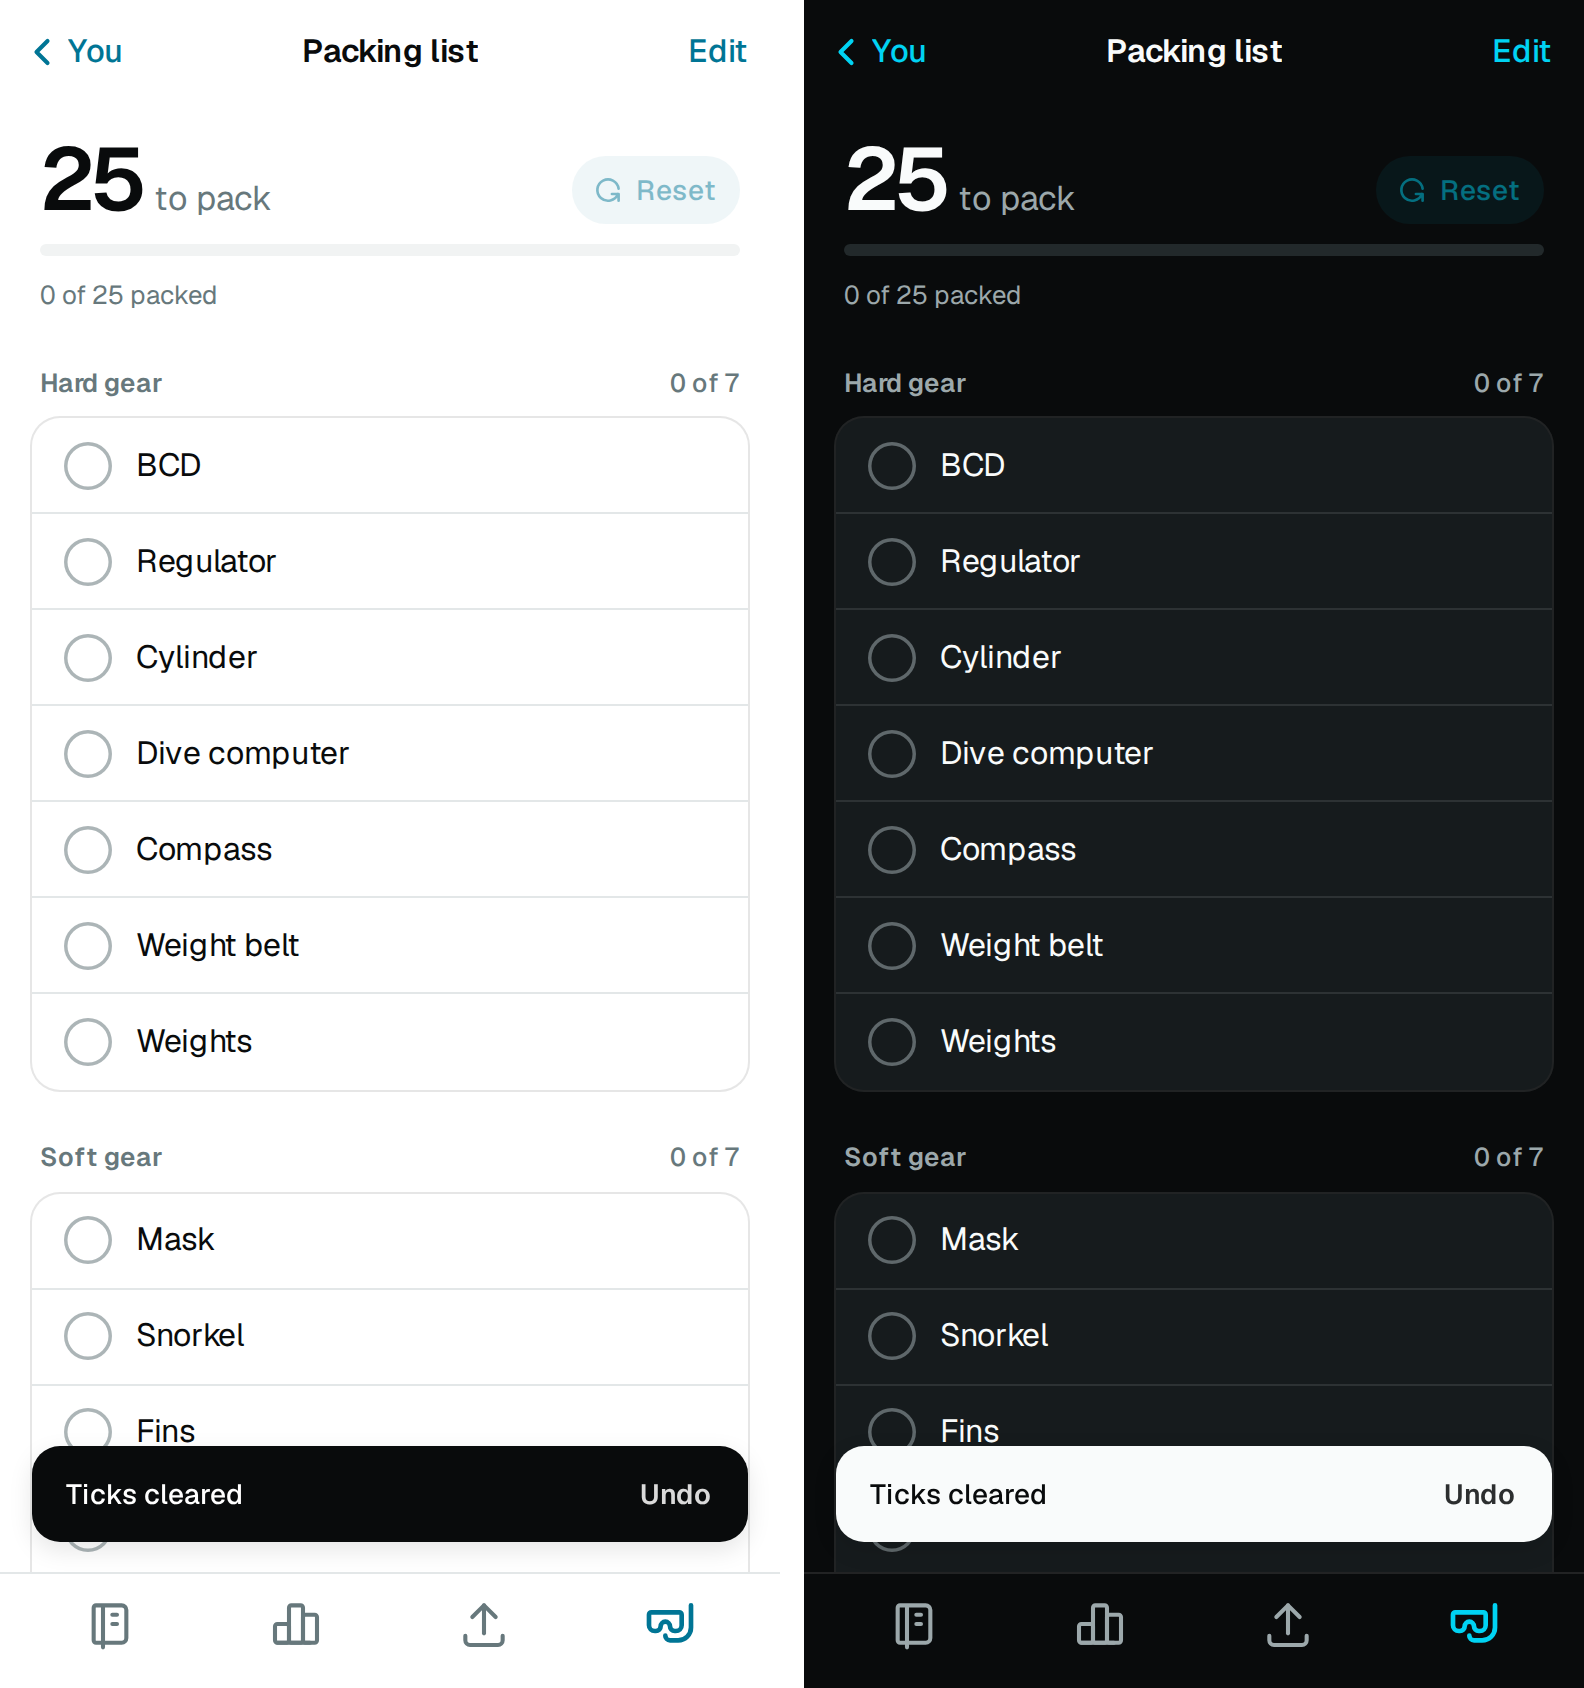 You Packing list Edit
25 to pack Reset
0 of 25 packed
Hard gear 0 of 7
BCD
Regulator
Cylinder
Dive computer
Compass
Weight belt
Weights
Soft gear 0 of 7
Mask
Snorkel
Fins
Ticks cleared Undo
You Packing list Edit
25 to pack Reset
0 of 25 packed
Hard gear 0 of 7
BCD
Regulator
Cylinder
Dive computer
Compass
Weight belt
Weights
Soft gear 0 of 7
Mask
Snorkel
Fins
Ticks cleared Undo